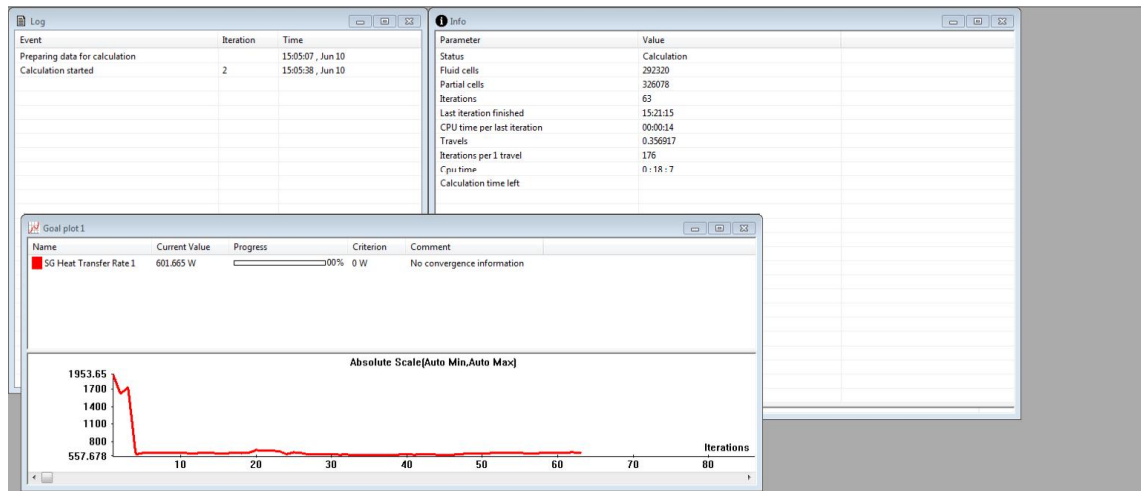 Log
Event Iteration Time
Preparing data for calculation 15:05:07 , Jun 10
Calculation started 2 15:05:38 , Jun 10
Info
Parameter Value
Status Calculation
Fluid cells 292320
Partial cells 326078
Iterations 63
Last iteration finished 15:21:15
CPU time per last iteration 00:00:14
Travels 0.356917
Iterations per 1 travel 176
Cpu time 0 : 18 : 7
Calculation time left
Goal plot 1
Name Current Value Progress Criterion Comment
SG Heat Transfer Rate 1 601.665 W 00% 0 W No convergence information
Absolute Scale(Auto Min,Auto Max)
1953.65
1700
1400
1100
800
557.678
Iterations
10 20 30 40 50 60 70 80